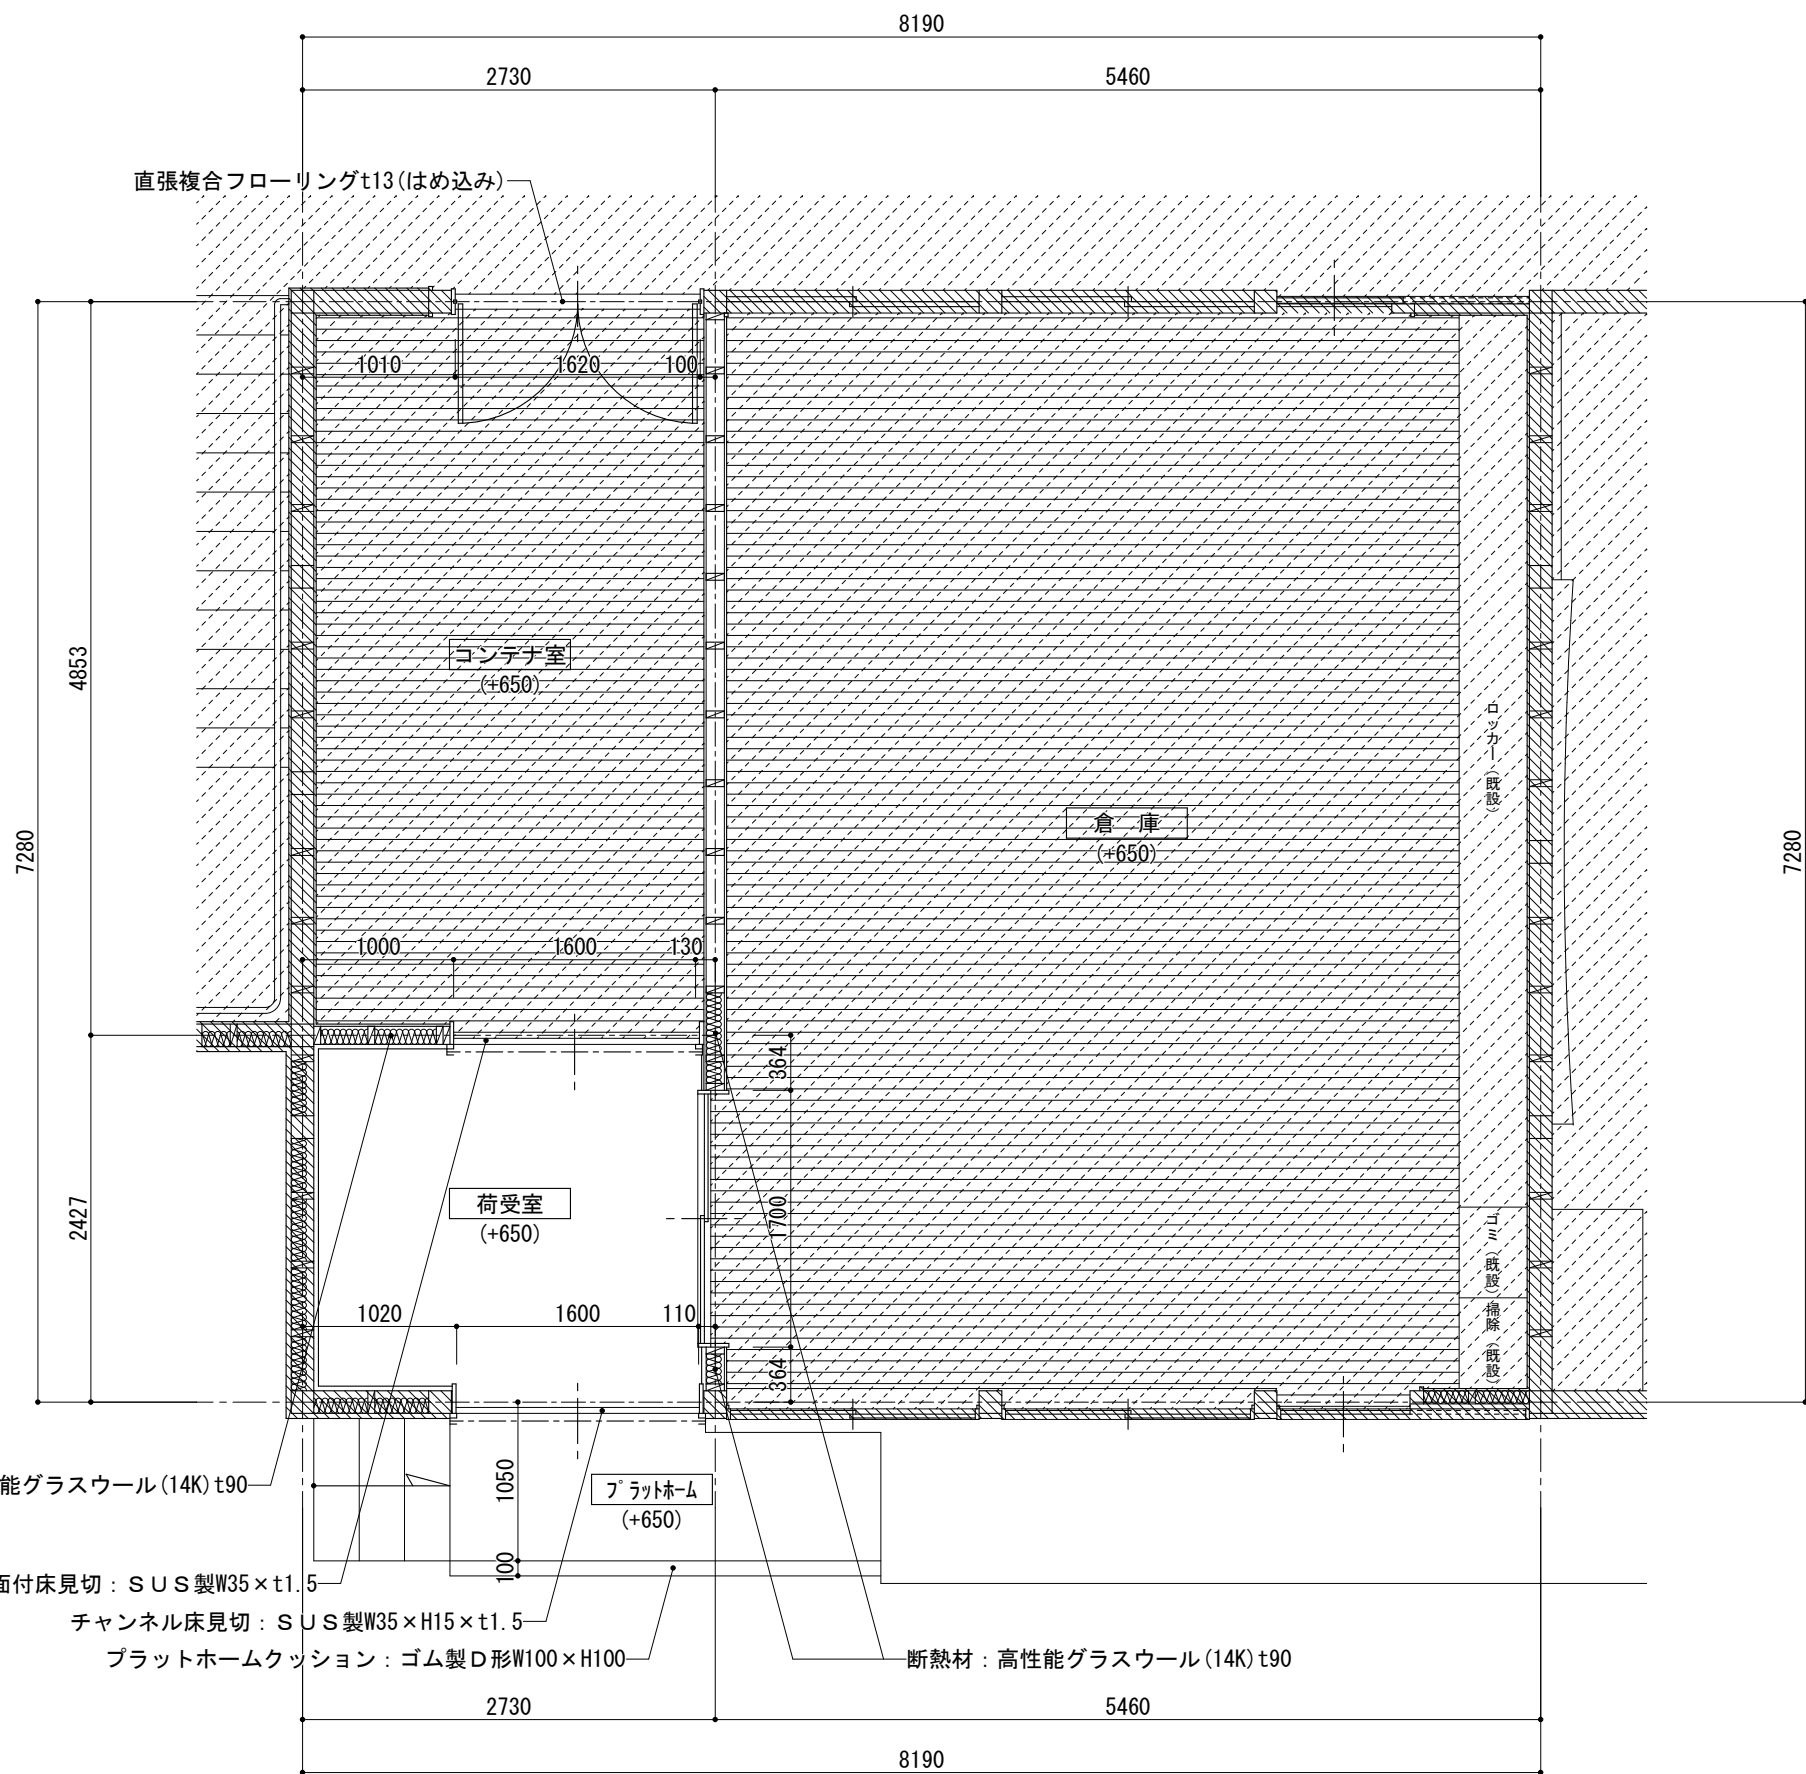 8190
2730
5460
直張複合フローリングt13(はめ込み)
1010
1620
100
4853
7280
コンテナ室
(+650)
ロッカー(既設)
倉 庫
(+650)
7280
1000
1600
130
364
2427
荷受室
(+650)
1700
ゴミ(既設)
1020
1600
110
掃除(既設)
364
能グラスウール(14K)t90
1050
プラットホーム
(+650)
100
面付床見切：ＳＵＳ製W35×t1.5
チャンネル床見切：ＳＵＳ製W35×H15×t1.5
プラットホームクッション：ゴム製Ｄ形W100×H100
断熱材：高性能グラスウール(14K)t90
2730
5460
8190